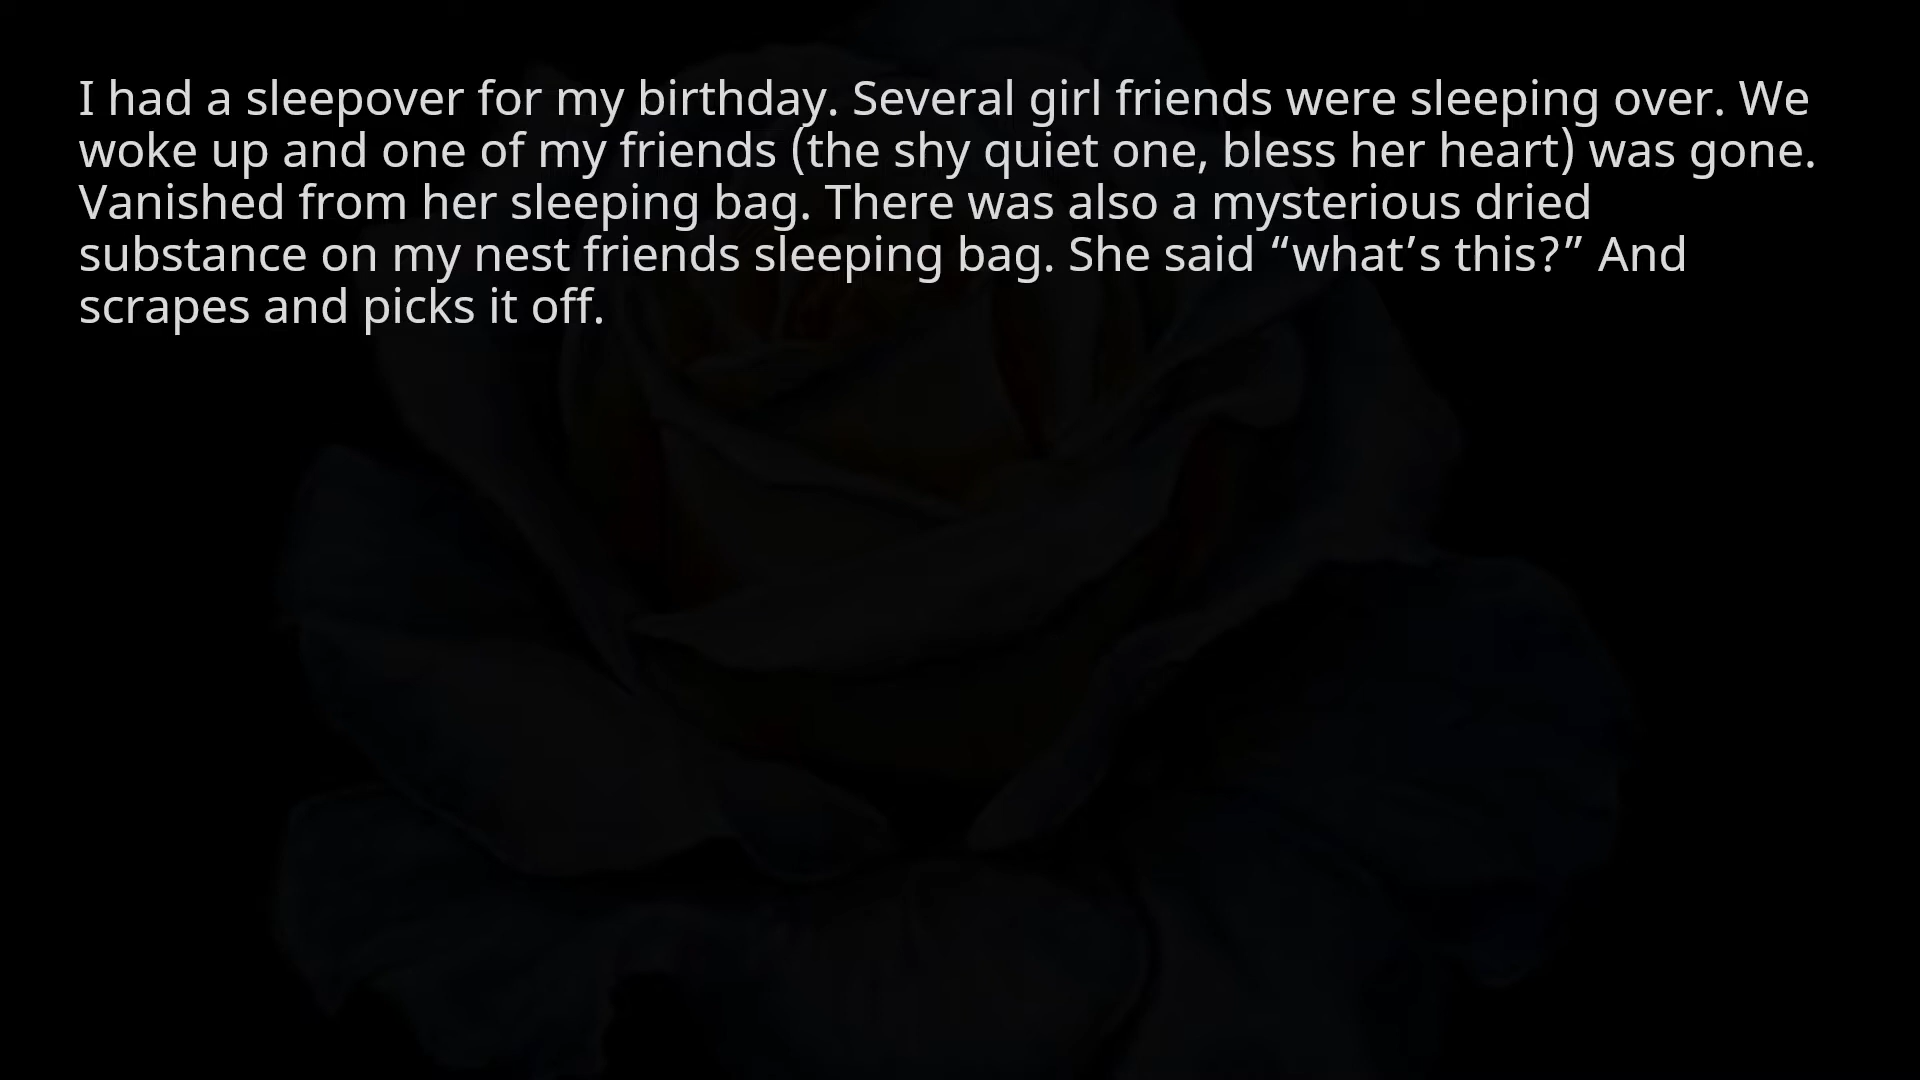 I had a sleepover for my birthday. Several girl friends were sleeping over. We
woke up and one of my friends (the shy quiet one, bless her heart) was gone.
Vanished from her sleeping bag. There was also a mysterious dried
substance on my nest friends sleeping bag. She said “what’s this?” And
scrapes and picks it off.